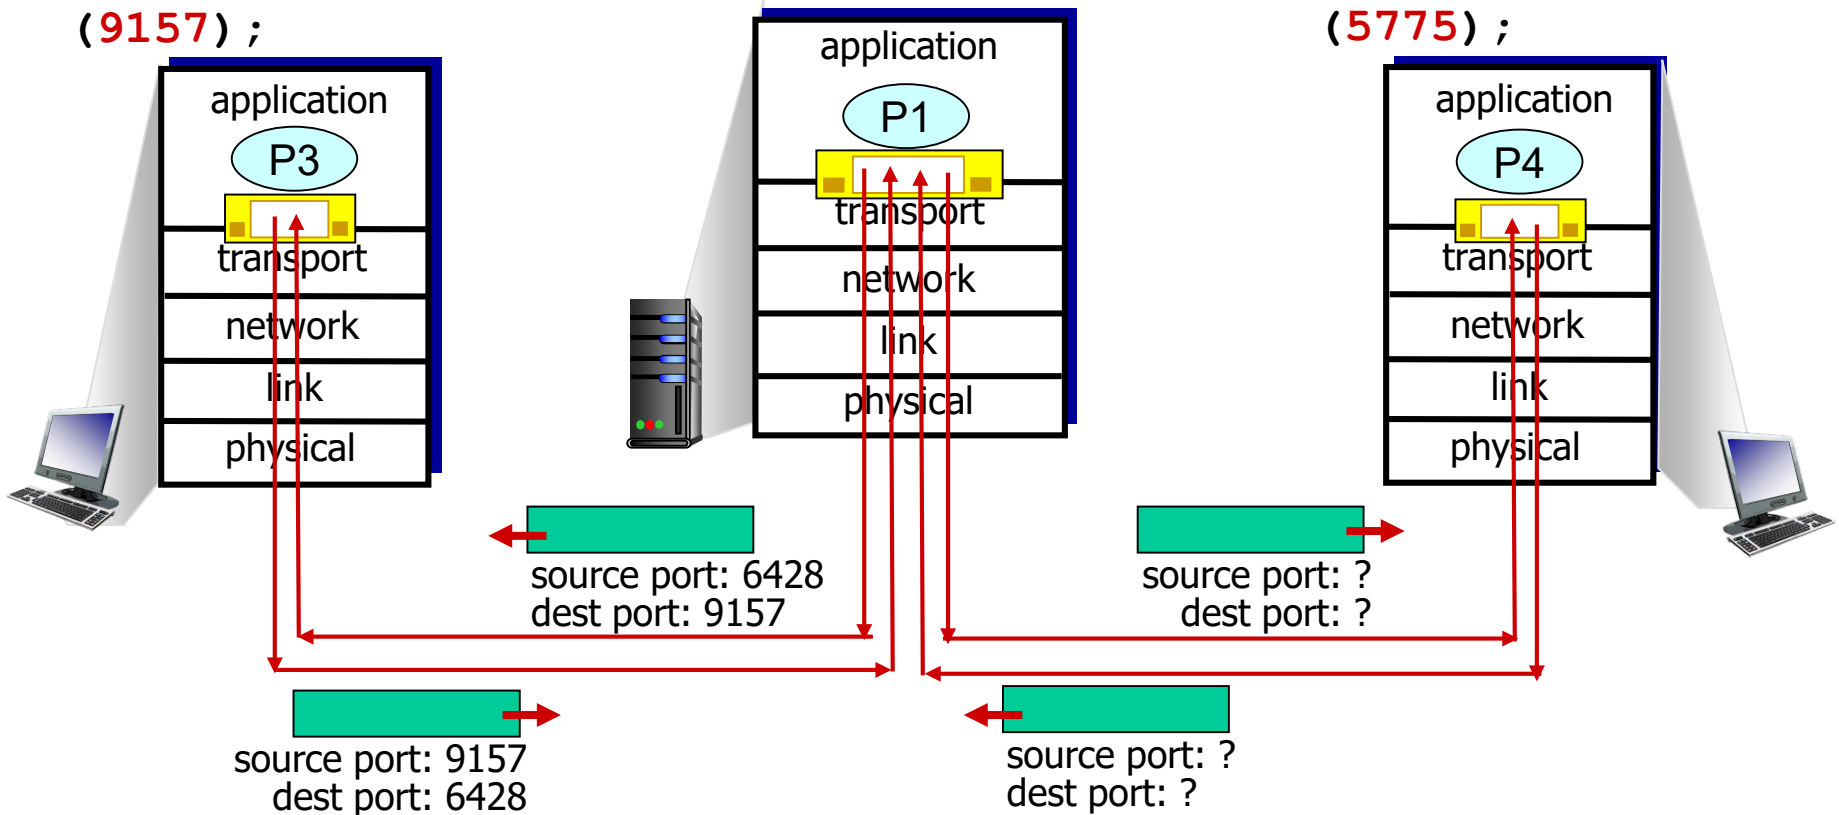 (9157);
application
P3
transport
network
link
physical
application
P1
transport
network
link
physical
(5775);
application
P4
transport
network
link
physical
source port: 6428
dest port: 9157
source port: ?
dest port: ?
source port: 9157
dest port: 6428
source port: ?
dest port: ?